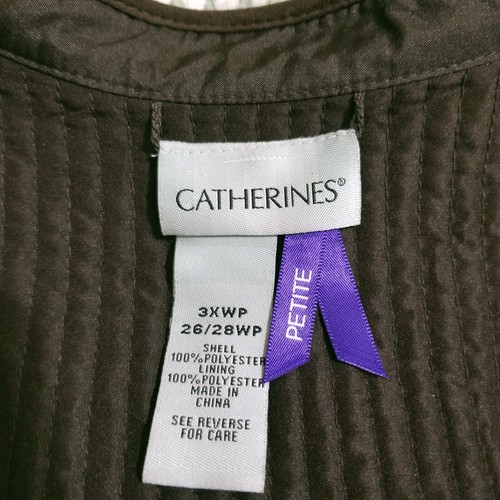 CATHERINES®
PETITE
3XWP
26/28WP
SHELL
100%POLYESTER
LINING
100%POLYESTER
MADE IN
CHINA
SEE REVERSE
FOR CARE